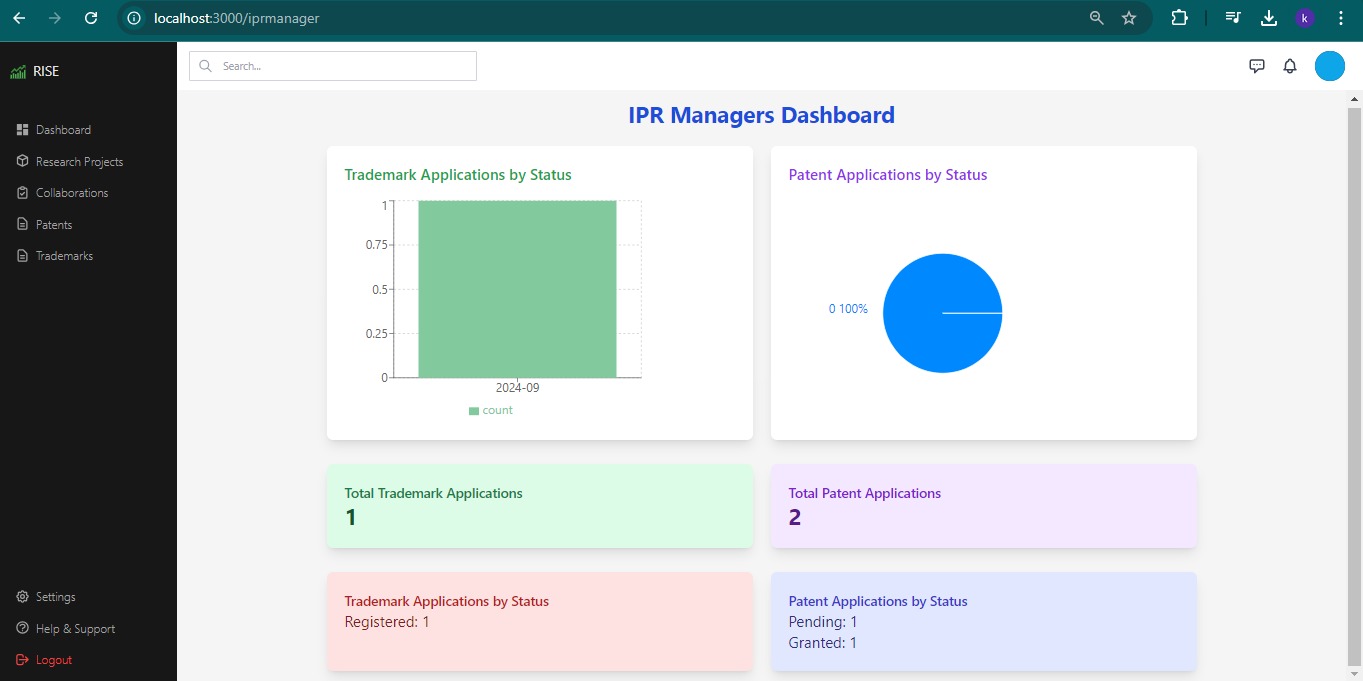 localhost:3000/iprmanager
k
RISE
Search...
Dashboard
Research Projects
Collaborations
Patents
Trademarks
Settings
Help & Support
Logout
IPR Managers Dashboard
Trademark Applications by Status
1
0.75
0.5
0.25
0
2024-09
count
Patent Applications by Status
0 100%
Total Trademark Applications
1
Total Patent Applications
2
Trademark Applications by Status
Registered: 1
Patent Applications by Status
Pending: 1
Granted: 1